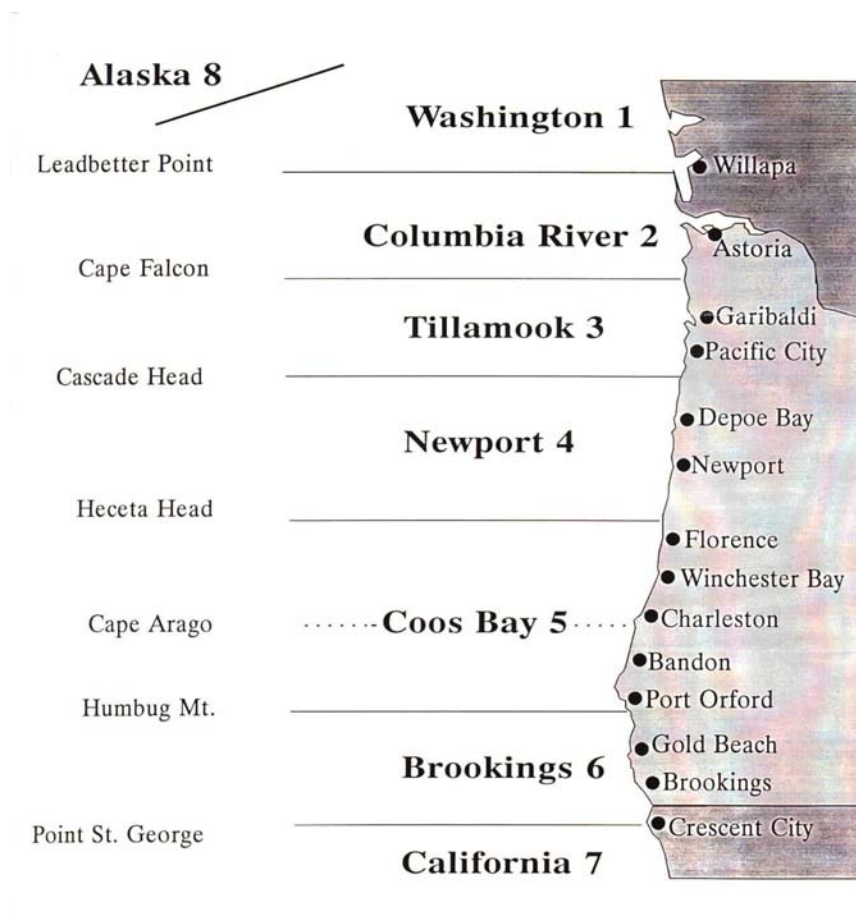 Alaska 8
Washington 1
Leadbetter Point
Willapa
Columbia River 2
Astoria
Cape Falcon
Garibaldi
Tillamook 3
Pacific City
Cascade Head
Depoe Bay
Newport 4
Newport
Heceta Head
Florence
Winchester Bay
Cape Arago
Coos Bay 5
Charleston
Bandon
Port Orford
Humbug Mt.
Gold Beach
Brookings 6
Brookings
Point St. George
Crescent City
California 7